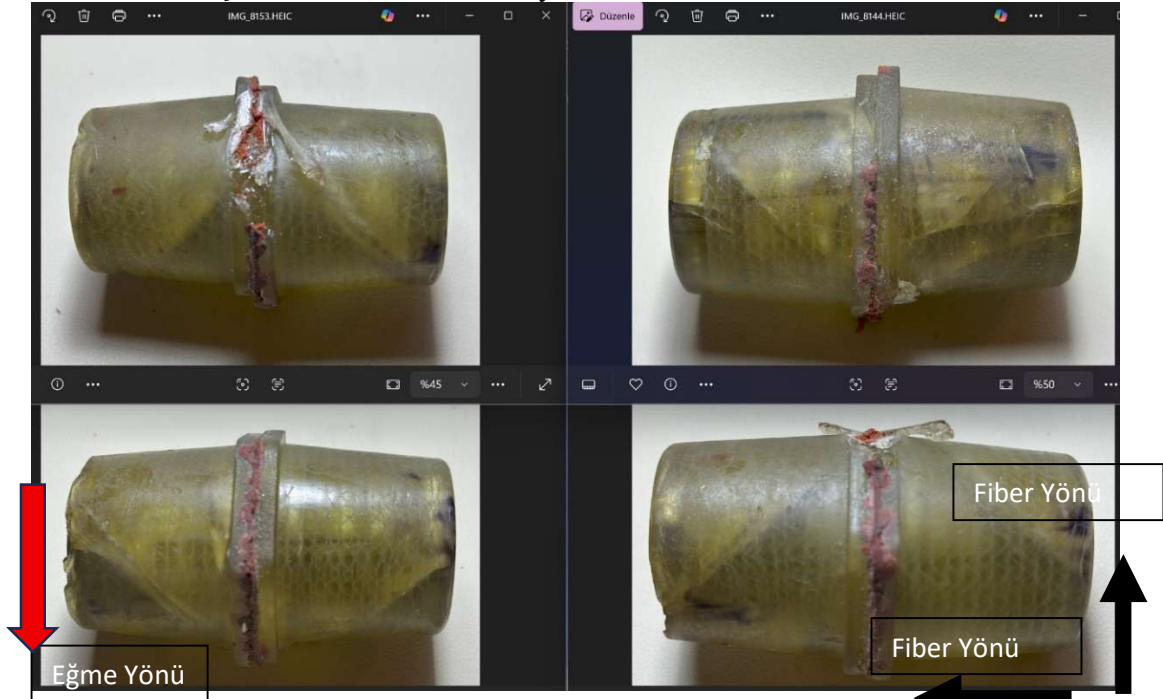 IMG_8153.HEIC
Düzenle
IMG_8144.HEIC
%45
%50
Fiber Yönü
Fiber Yönü
Eğme Yönü